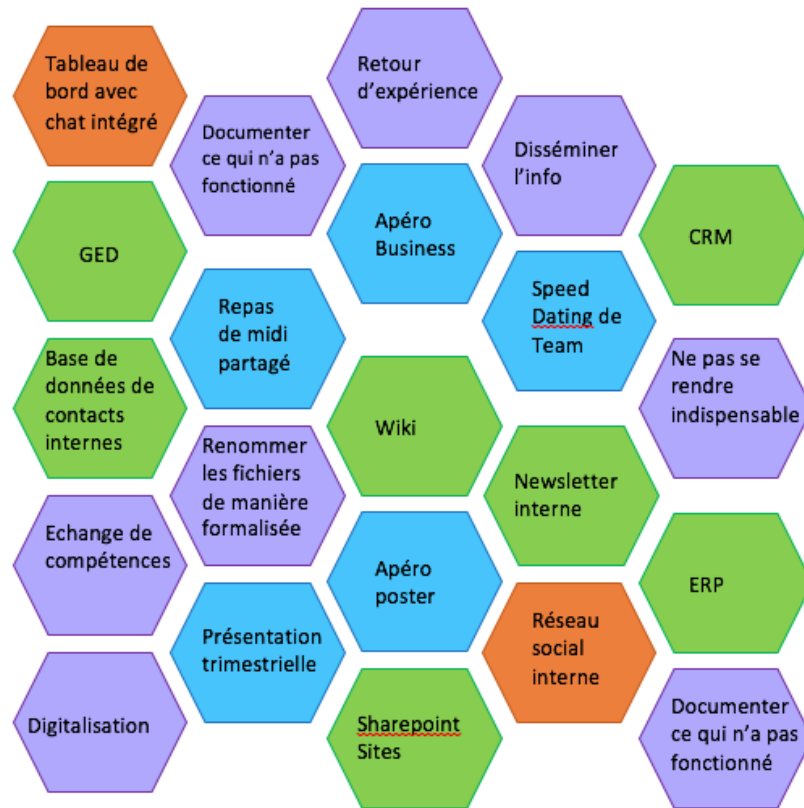 Tableau de
bord avec
chat intégré
Retour
d’expérience
Documenter
ce qui n’a pas
fonctionné
Disséminer
l’info
GED
Apéro
Business
CRM
Repas
de midi
partagé
Speed
Dating de
Team
Base de
données de
contacts
internes
Ne pas se
rendre
indispensable
Wiki
Renommer
les fichiers
de manière
formalisée
Newsletter
interne
Echange de
compétences
Apéro
poster
ERP
Présentation
trimestrielle
Réseau
social
interne
Digitalisation
Sharepoint
Sites
Documenter
ce qui n’a pas
fonctionné